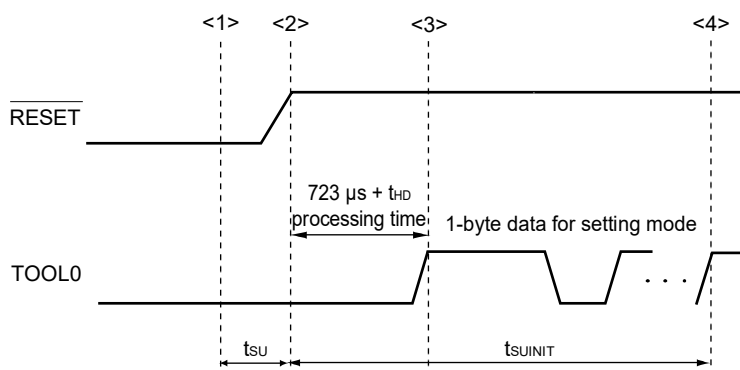 <1> <2> <3> <4>
RESET
723 µs + tHD
processing time
1-byte data for setting mode
TOOL0
. . .
tSU tSUINIT